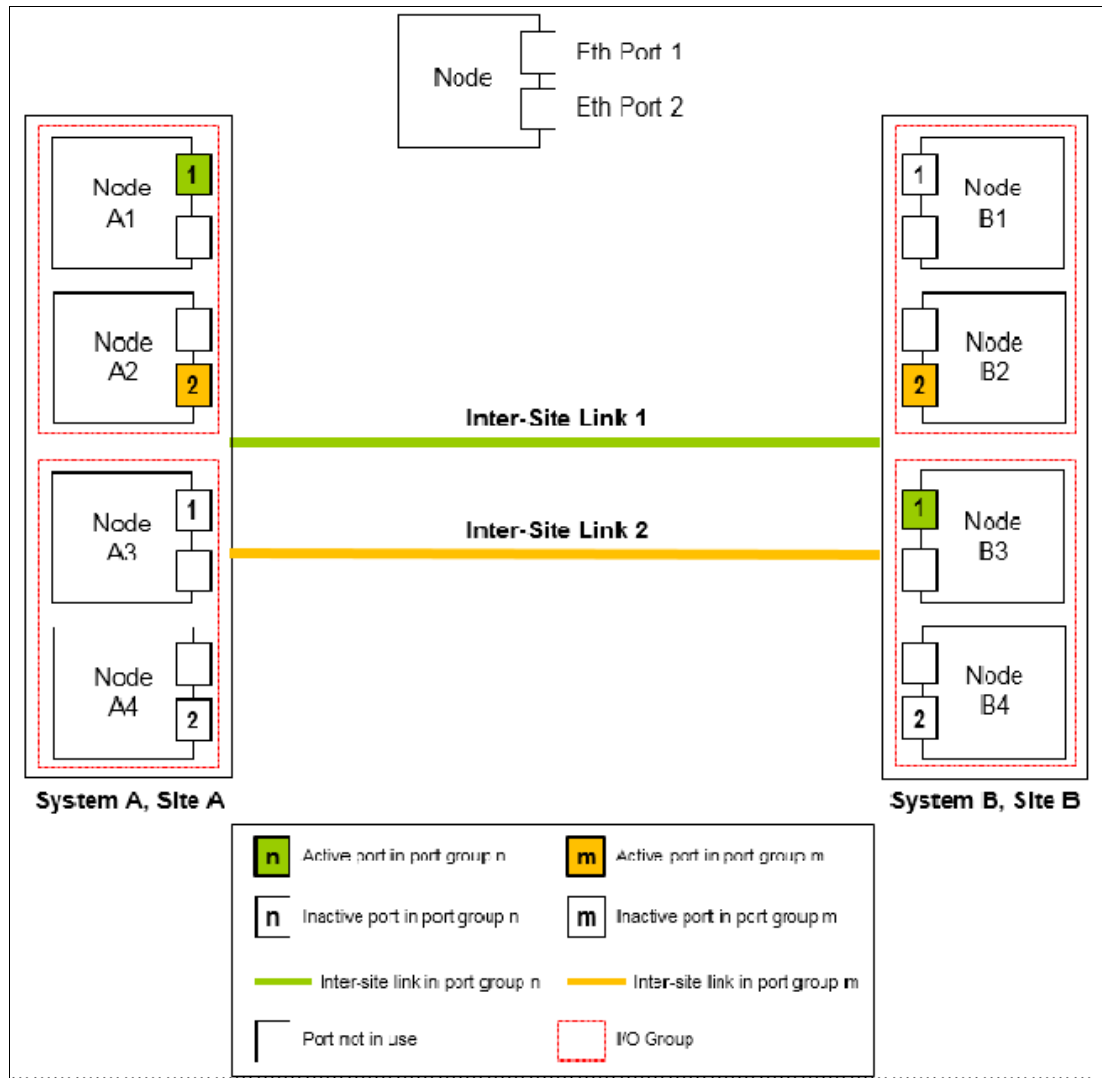 Eth Port 1
Node
Eth Port 2
1
Node
A1
1
Node
B1
Node
A2
2
Node
B2
2
Inter-Site Link 1
Node
A3
1
1
Node
B3
Inter-Site Link 2
Node
A4
2
Node
B4
2
System A, Site A
System B, Site B
n Active port in port group n
m Active port in port group m
n Inactive port in port group n
m Inactive port in port group m
Inter-site link in port group n
Inter-site link in port group m
Port not in use
I/O Group